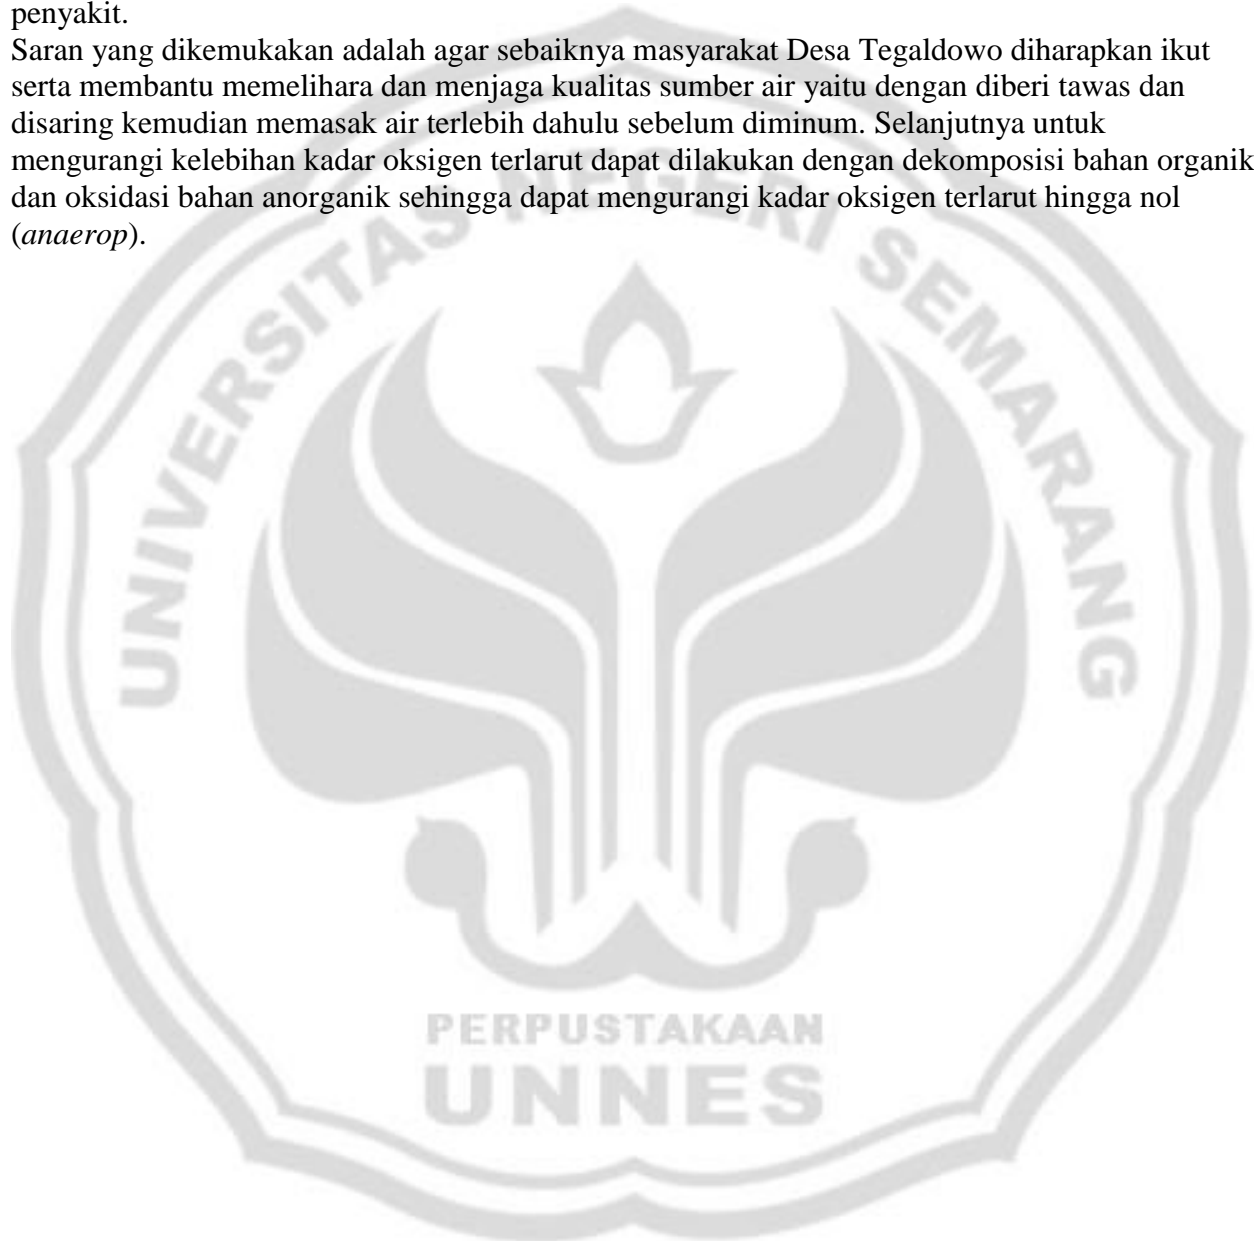 penyakit.
Saran yang dikemukakan adalah agar sebaiknya masyarakat Desa Tegaldowo diharapkan ikut
serta membantu memelihara dan menjaga kualitas sumber air yaitu dengan diberi tawas dan
disaring kemudian memasak air terlebih dahulu sebelum diminum. Selanjutnya untuk
mengurangi kelebihan kadar oksigen terlarut dapat dilakukan dengan dekomposisi bahan organik
dan oksidasi bahan anorganik sehingga dapat mengurangi kadar oksigen terlarut hingga nol
(anaerop).
UNIVERSITAS NEGERI SEMARANG
PERPUSTAKAAN
UNNES